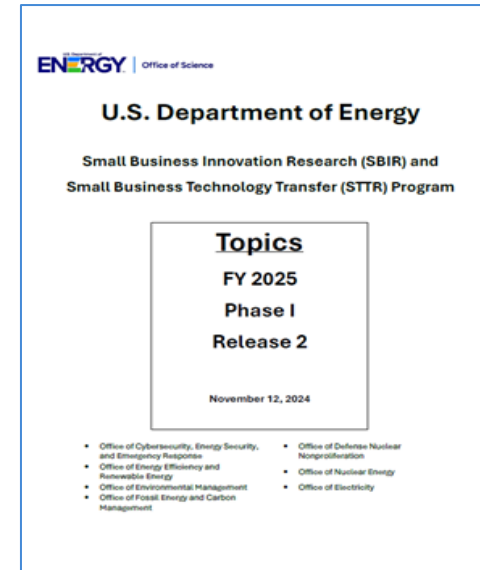 U.S. Department of
ENERGY
Office of Science
U.S. Department of Energy
Small Business Innovation Research (SBIR) and
Small Business Technology Transfer (STTR) Program
Topics
FY 2025
Phase I
Release 2
November 12, 2024
• Office of Cybersecurity, Energy Security,
and Emergency Response
• Office of Energy Efficiency and
Renewable Energy
• Office of Environmental Management
• Office of Fossil Energy and Carbon
Management
• Office of Defense Nuclear
Nonproliferation
• Office of Nuclear Energy
• Office of Electricity